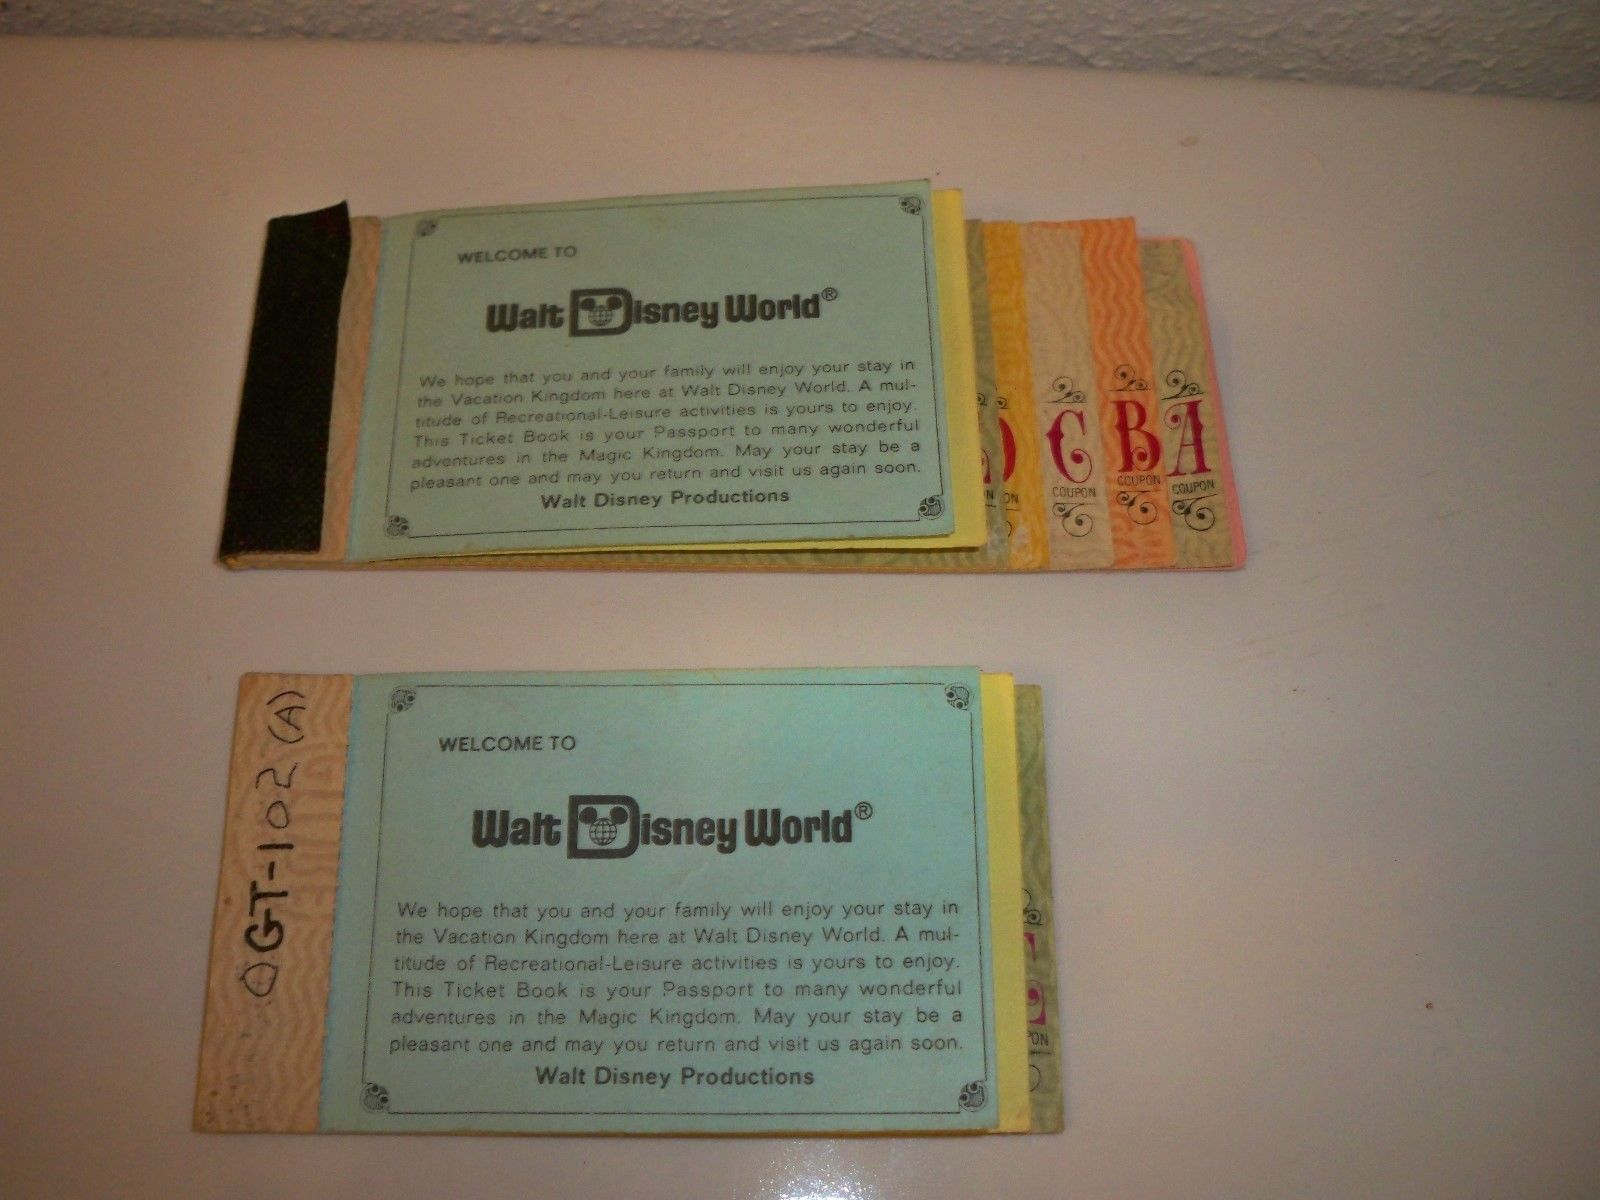 WELCOME TO
Walt Disney World®
We hope that you and your family will enjoy your stay in
the Vacation Kingdom here at Walt Disney World. A mul-
titude of Recreational-Leisure activities is yours to enjoy.
This Ticket Book is your Passport to many wonderful
adventures in the Magic Kingdom. May your stay be a
pleasant one and may you return and visit us again soon.
Walt Disney Productions
D C B A
ON COUPON COUPON COUPON
OGT-102 (A)
WELCOME TO
Walt Disney World®
We hope that you and your family will enjoy your stay in
the Vacation Kingdom here at Walt Disney World. A mul-
titude of Recreational-Leisure activities is yours to enjoy.
This Ticket Book is your Passport to many wonderful
adventures in the Magic Kingdom. May your stay be a
pleasant one and may you return and visit us again soon.
Walt Disney Productions
E
PON